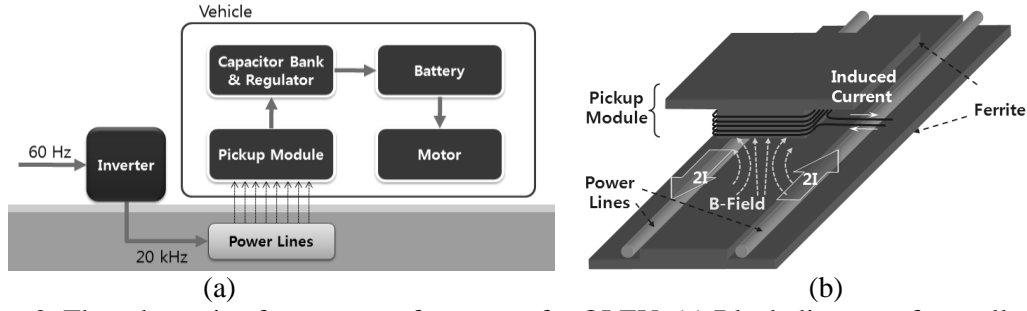 Vehicle
Capacitor Bank
& Regulator
Battery
Pickup Module
Motor
60 Hz
Inverter
20 kHz
Power Lines
(a)
Pickup
Module
Induced
Current
Ferrite
Power
Lines
2I
2I
B-Field
(b)